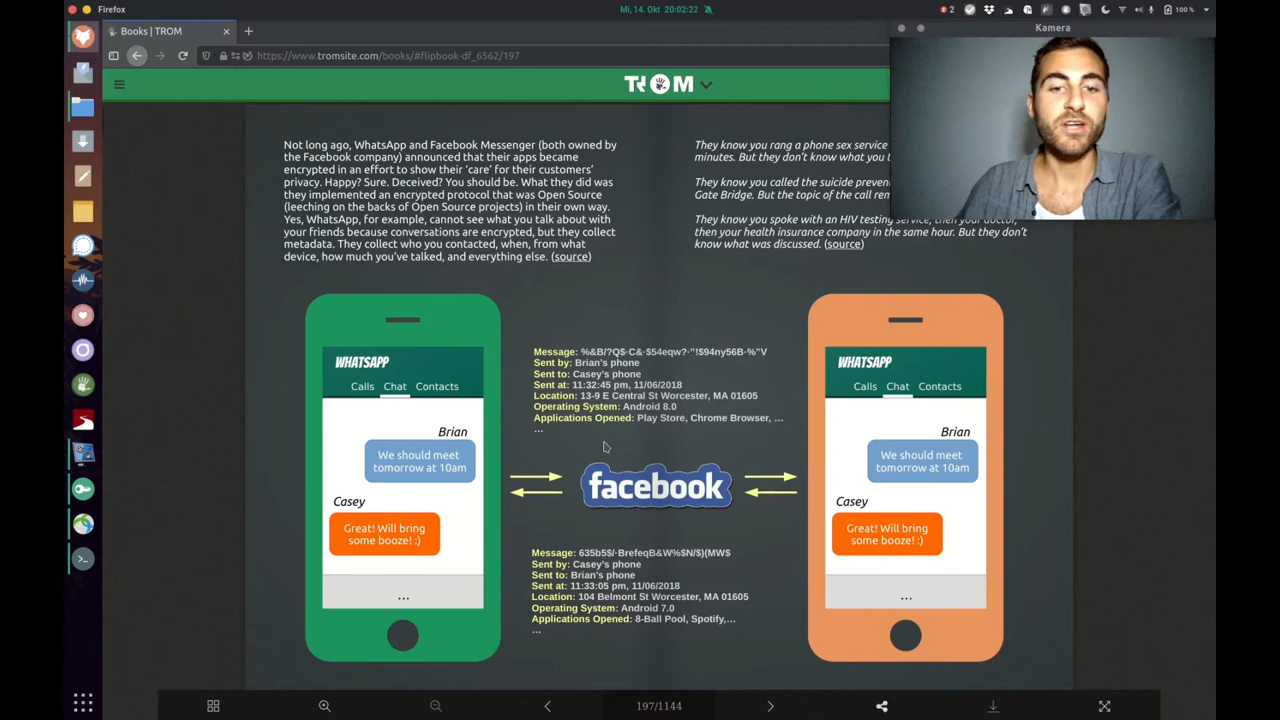 Firefox
Mi, 14. Okt 20:02:22
2
100 %
Books | TROM
Kamera
https://www.tromsite.com/books/#flipbook-df_6562/197
TROM
Not long ago, WhatsApp and Facebook Messenger (both owned by
the Facebook company) announced that their apps became
encrypted in an effort to show their ‘care’ for their customers’
privacy. Happy? Sure. Deceived? You should be. What they did was
they implemented an encrypted protocol that was Open Source
(leeching on the backs of Open Source projects) in their own way.
Yes, WhatsApp, for example, cannot see what you talk about with
your friends because conversations are encrypted, but they collect
metadata. They collect who you contacted, when, from what
device, how much you’ve talked, and everything else. (source)
They know you rang a phone sex service
minutes. But they don’t know what you
They know you called the suicide
Gate Bridge. But the topic of the call
They know you spoke with an HIV testing service, then your doctor,
then your health insurance company in the same hour. But they don’t
know what was discussed. (source)
WHATSAPP
Calls Chat Contacts
Brian
We should meet
tomorrow at 10am
Casey
Great! Will bring
some booze! :)
...
Message: %&B/?Q$·C&·$54eqw?·"!$94ny56B·%"V
Sent by: Brian's phone
Sent to: Casey's phone
Sent at: 11:32:45 pm, 11/06/2018
Location: 13-9 E Central St Worcester, MA 01605
Operating System: Android 8.0
Applications Opened: Play Store, Chrome Browser, ...
...
facebook
Message: 635b5$/·BrefeqB&W%$N/$)(MW$
Sent by: Casey's phone
Sent to: Brian's phone
Sent at: 11:33:05 pm, 11/06/2018
Location: 104 Belmont St Worcester, MA 01605
Operating System: Android 7.0
Applications Opened: 8-Ball Pool, Spotify,...
...
WHATSAPP
Calls Chat Contacts
Brian
We should meet
tomorrow at 10am
Casey
Great! Will bring
some booze! :)
...
197/1144